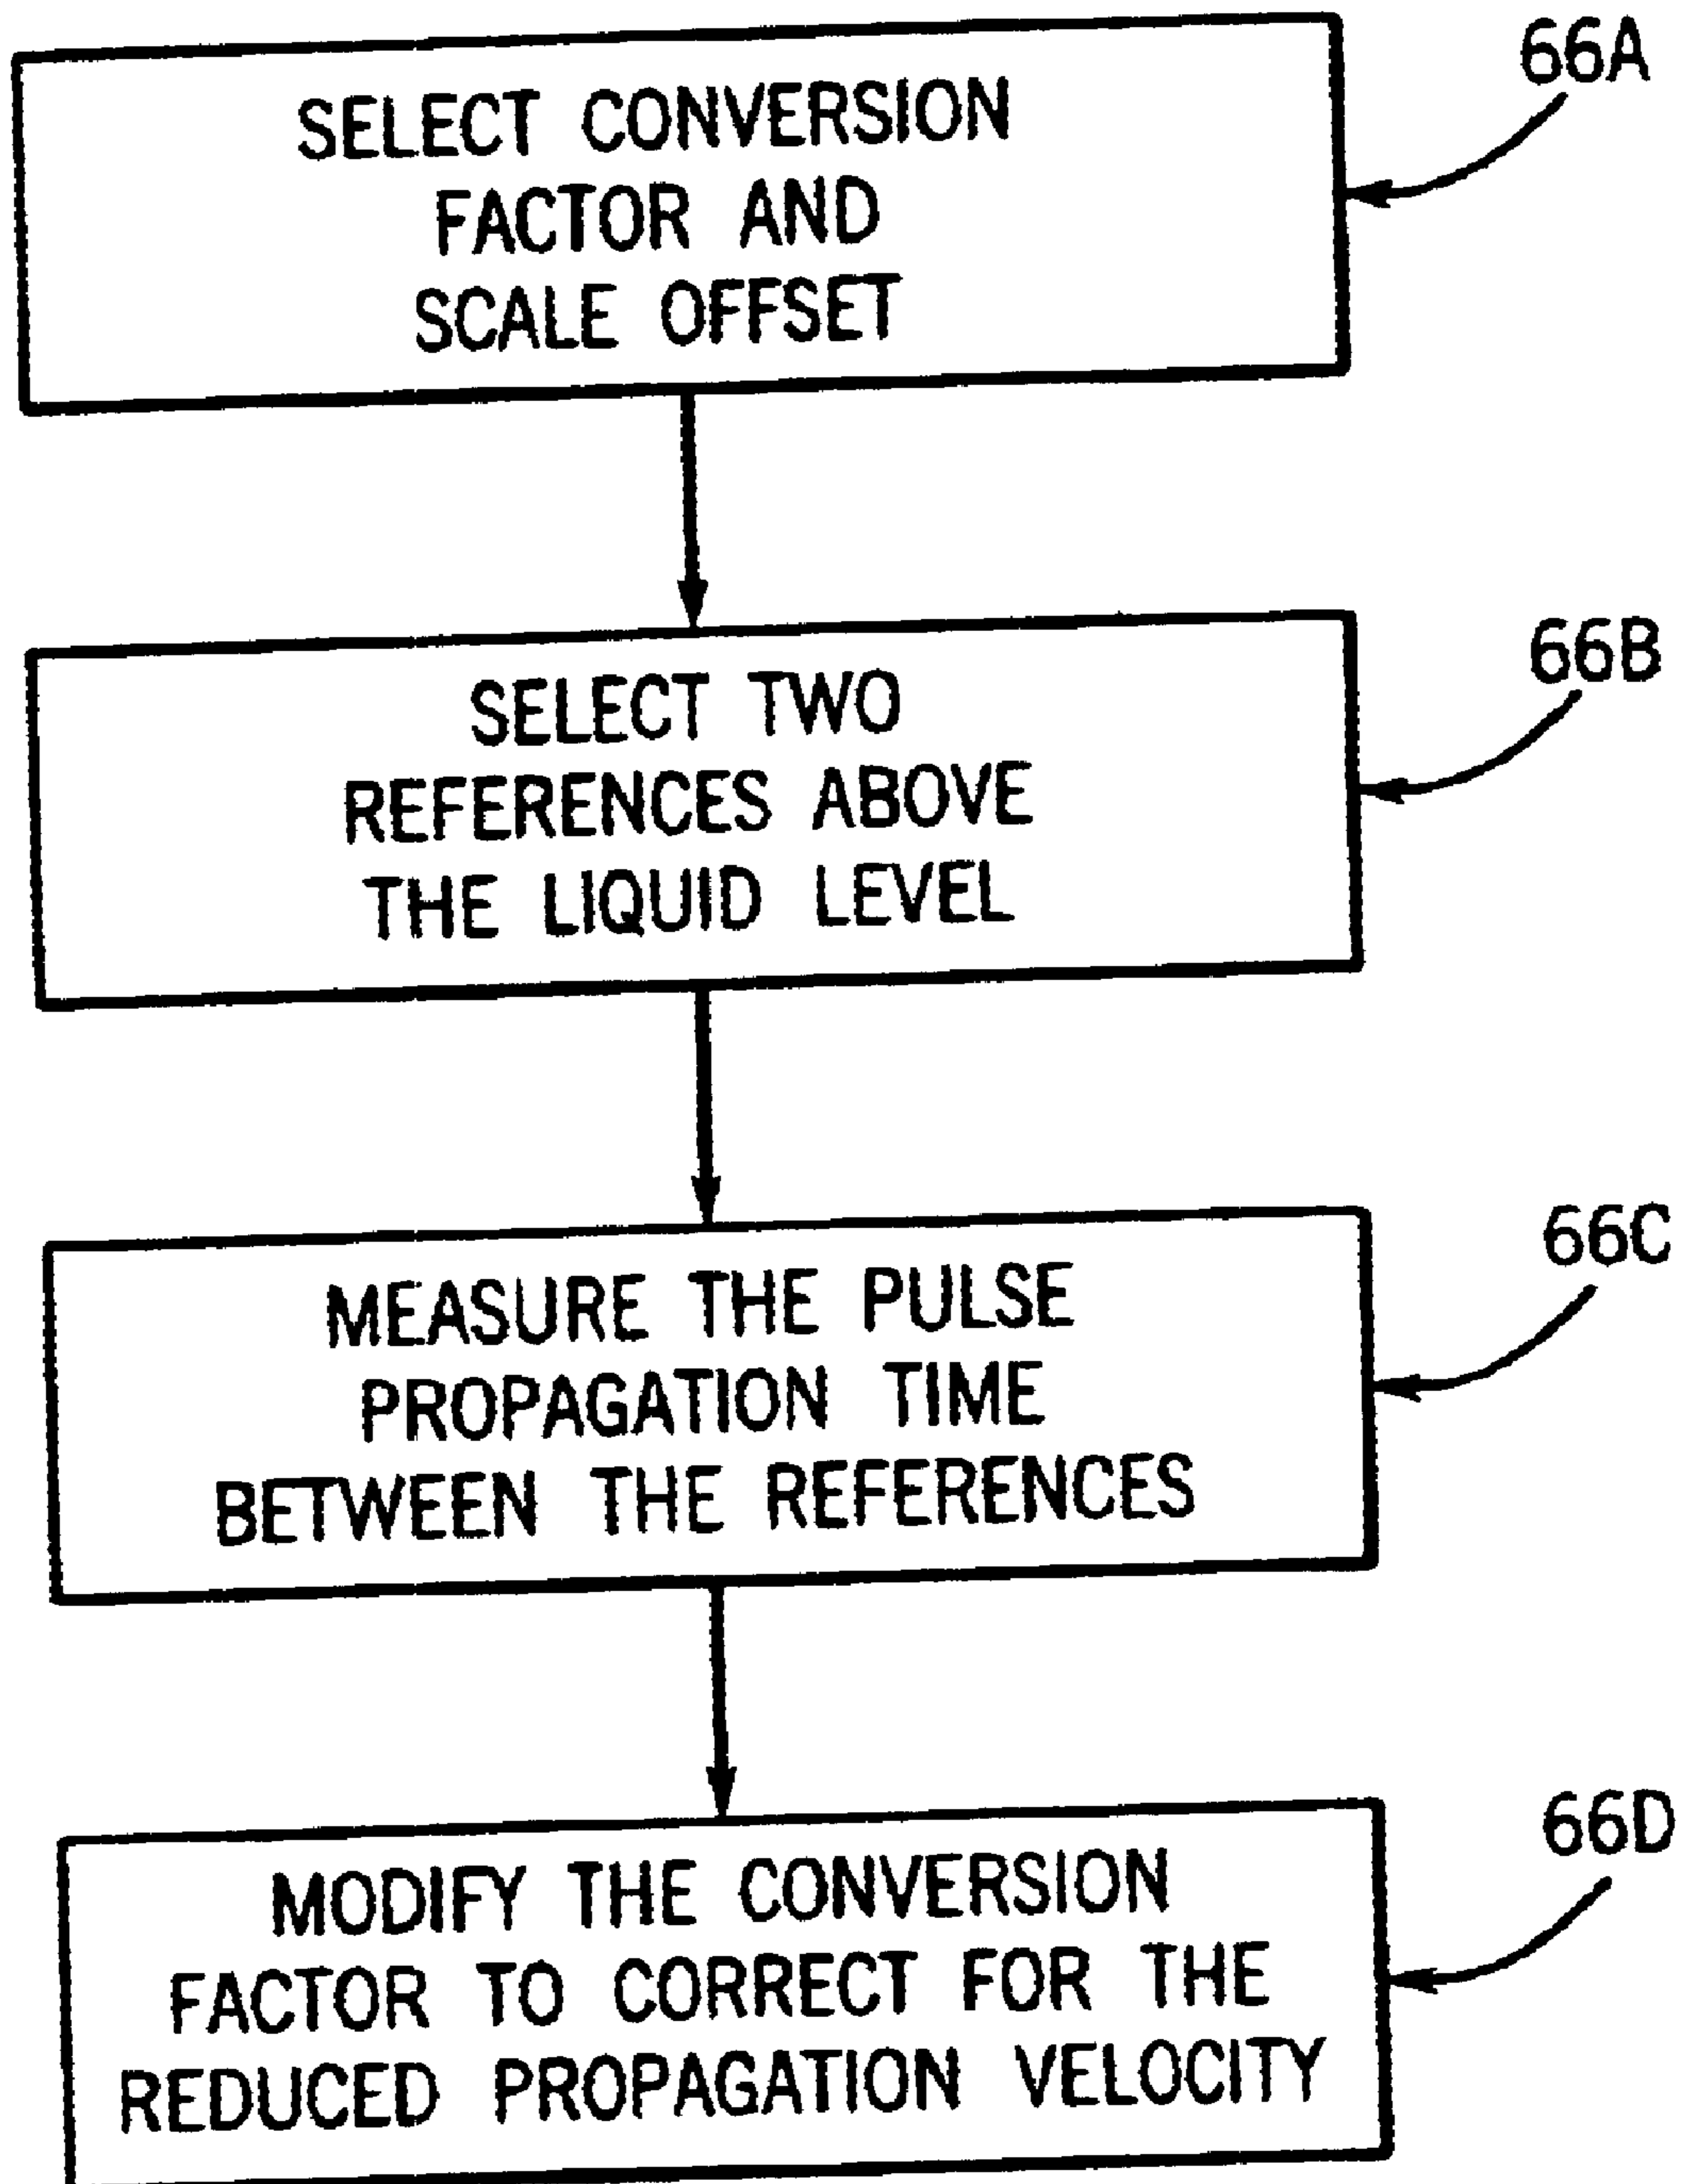 66A
SELECT CONVERSION
FACTOR AND
SCALE OFFSET
66B
SELECT TWO
REFERENCES ABOVE
THE LIQUID LEVEL
66C
MEASURE THE PULSE
PROPAGATION TIME
BETWEEN THE REFERENCES
66D
MODIFY THE CONVERSION
FACTOR TO CORRECT FOR THE
REDUCED PROPAGATION VELOCITY